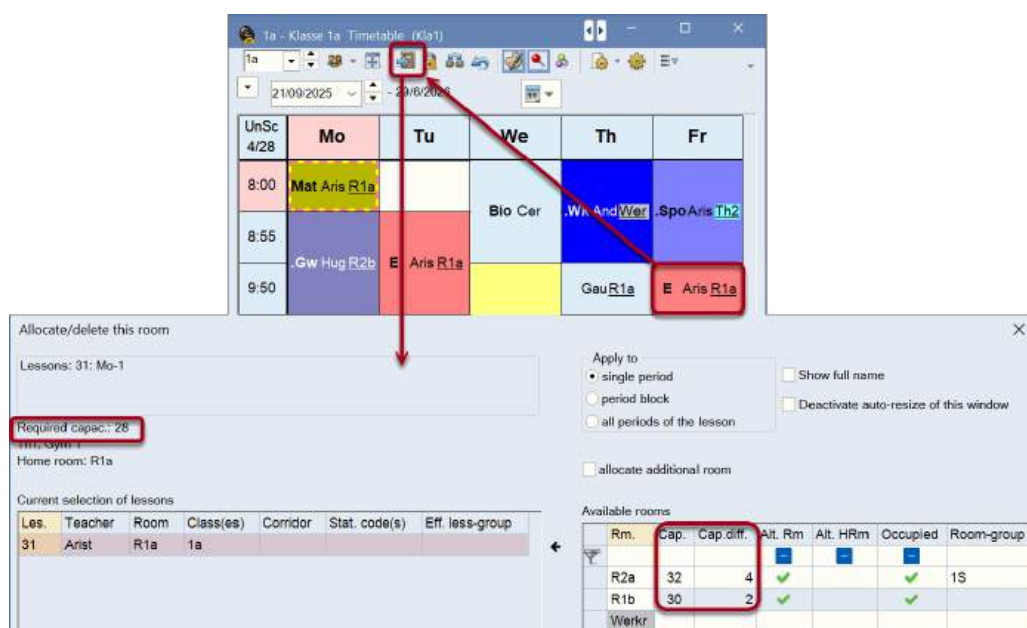 1a - Klasse 1a Timetable (Kla1)
1a
21/09/2025 - 29/6/2026
UnSc 4/28 Mo Tu We Th Fr
8:00 Mat Aris R1a
Bio Cer And Wer .Spo Aris Th2
8:55
.Gw Hug R2b E Aris R1a
9:50 Gau R1a E Aris R1a
Allocate/delete this room
Lessons: 31: Mo-1
Apply to
single period
period block
all periods of the lesson
Show full name
Deactivate auto-resize of this window
Required capac.: 28
Home room: R1a
allocate additional room
Current selection of lessons
Les. Teacher Room Class(es) Corridor Stat. code(s) Eff. less-group
31 Arist R1a 1a
Available rooms
Rm. Cap. Cap.diff. Alt. Rm Alt. HRm Occupied Room-group
R2a 32 4 1S
R1b 30 2
Werkr